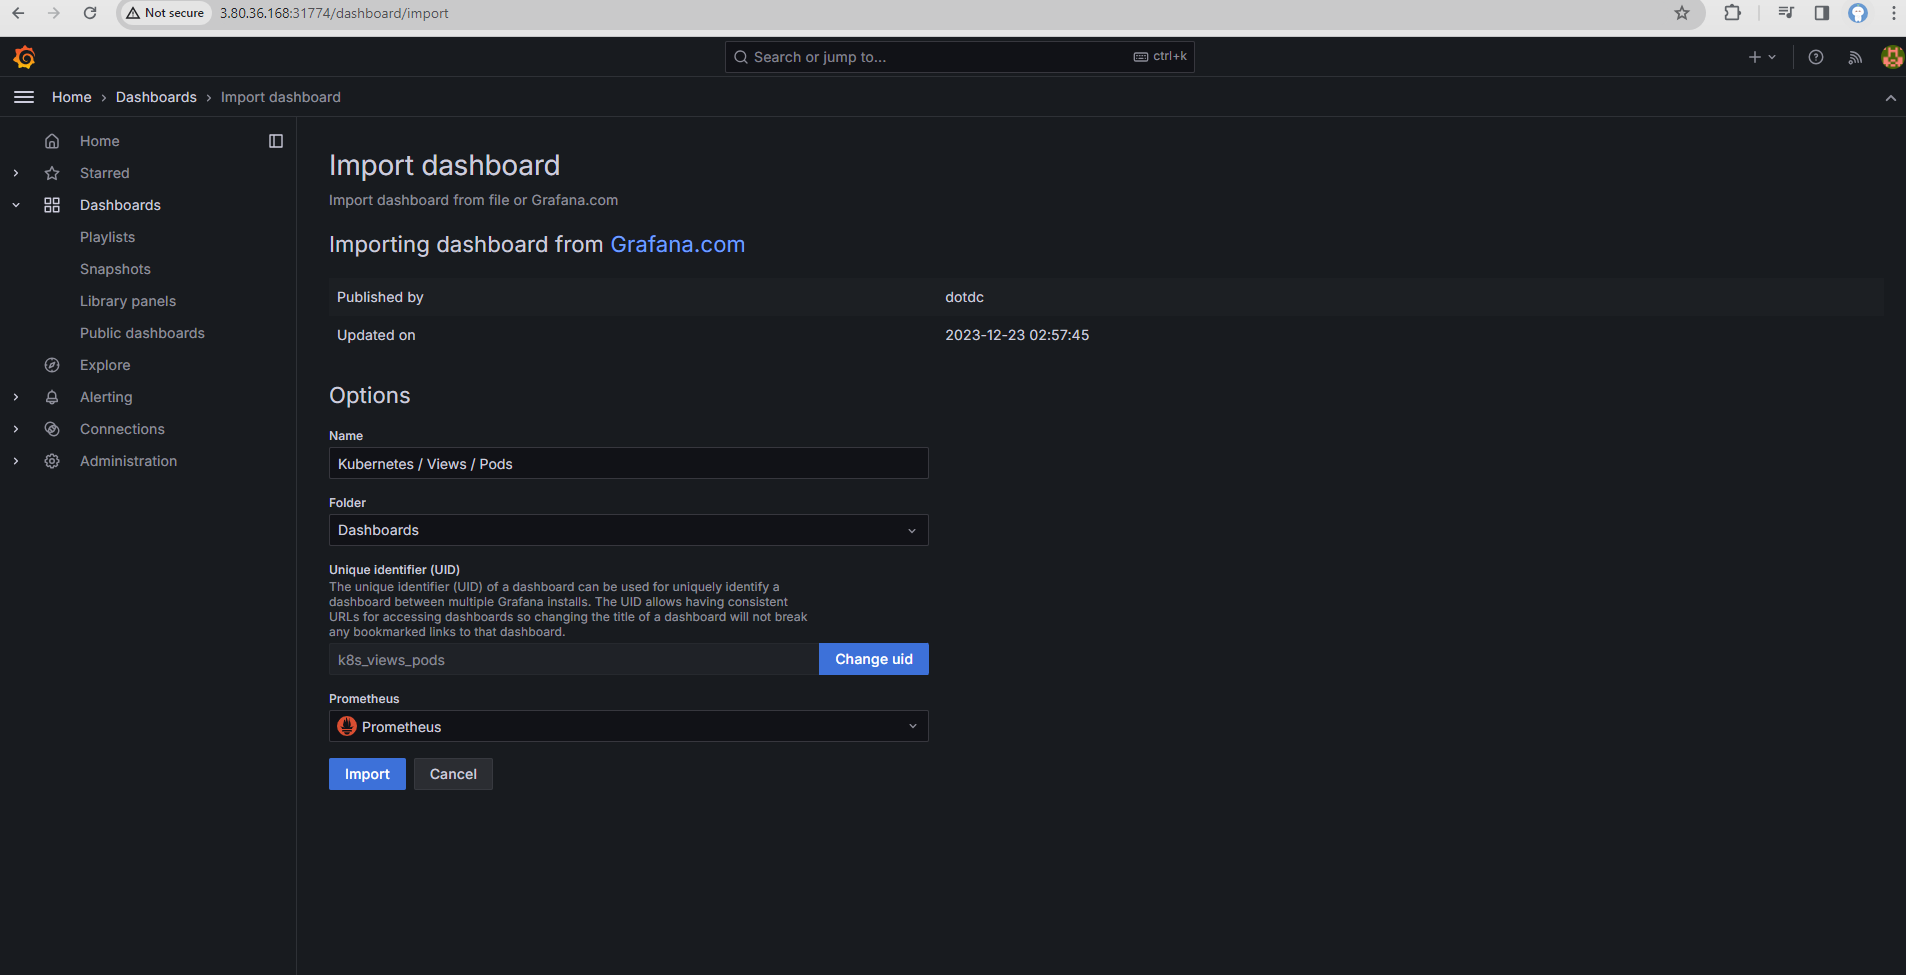 Not secure 3.80.36.168:31774/dashboard/import
Search or jump to... ctrl+k
Home › Dashboards › Import dashboard
Home
Starred
Dashboards
Playlists
Snapshots
Library panels
Public dashboards
Explore
Alerting
Connections
Administration
Import dashboard
Import dashboard from file or Grafana.com
Importing dashboard from Grafana.com
Published by dotdc
Updated on 2023-12-23 02:57:45
Options
Name
Kubernetes / Views / Pods
Folder
Dashboards
Unique identifier (UID)
The unique identifier (UID) of a dashboard can be used for uniquely identify a
dashboard between multiple Grafana installs. The UID allows having consistent
URLs for accessing dashboards so changing the title of a dashboard will not break
any bookmarked links to that dashboard.
k8s_views_pods Change uid
Prometheus
Prometheus
Import Cancel